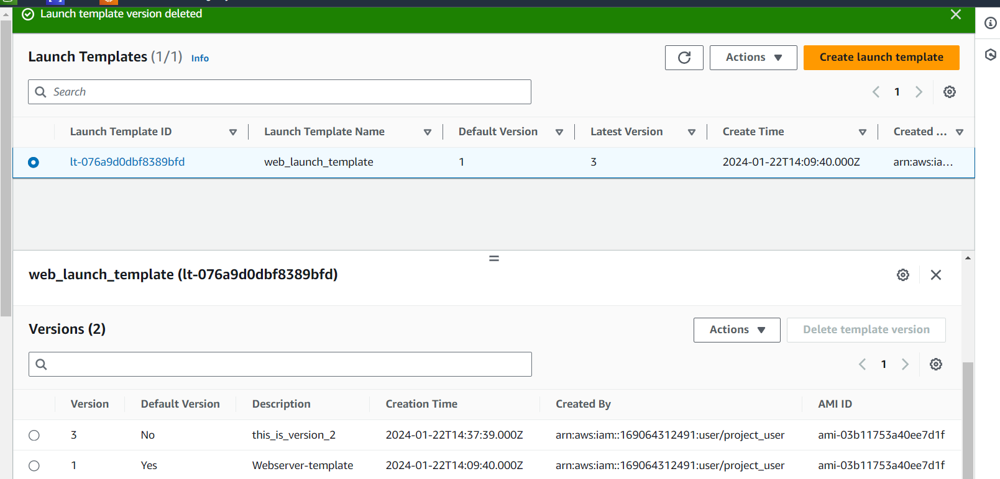 Launch template version deleted
Launch Templates (1/1) Info
Actions
Create launch template
Search
1
Launch Template ID Launch Template Name Default Version Latest Version Create Time Created ...
lt-076a9d0dbf8389bfd web_launch_template 1 3 2024-01-22T14:09:40.000Z arn:aws:ia...
web_launch_template (lt-076a9d0dbf8389bfd)
Versions (2)
Actions
Delete template version
1
Version Default Version Description Creation Time Created By AMI ID
3 No this_is_version_2 2024-01-22T14:37:39.000Z arn:aws:iam::169064312491:user/project_user ami-03b11753a40ee7d1f
1 Yes Webserver-template 2024-01-22T14:09:40.000Z arn:aws:iam::169064312491:user/project_user ami-03b11753a40ee7d1f